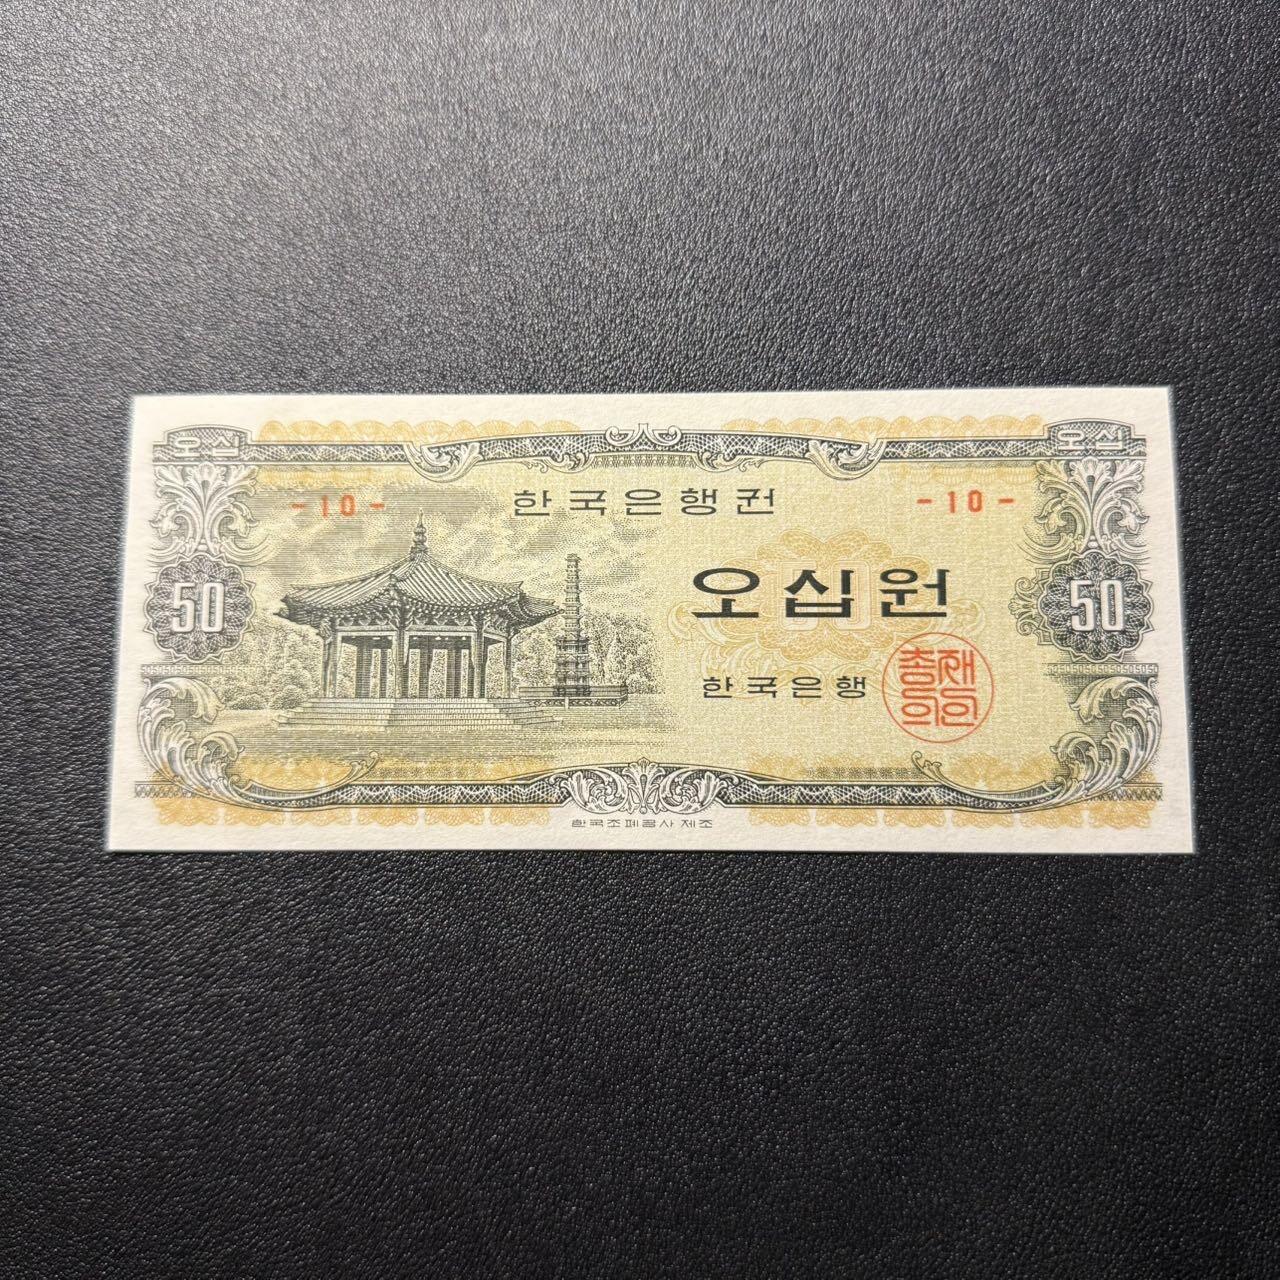 오십 오십
-10- 한국은행권 -10-
오십원
50 50
한국은행
총재의인
한국조폐공사 제조